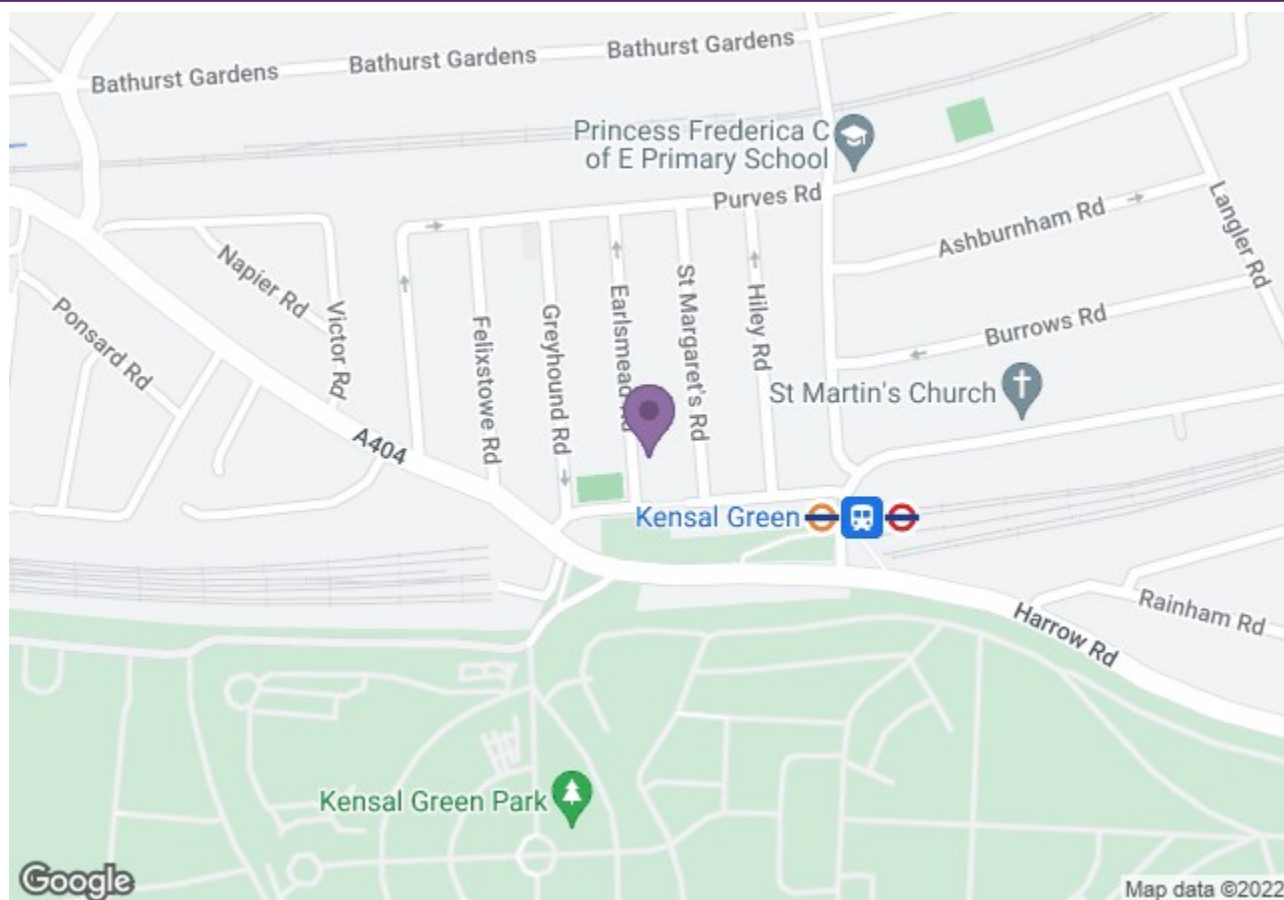 Bathurst Gardens
Bathurst Gardens
Bathurst Gardens
Princess Frederica C
of E Primary School
Purves Rd
Ashburnham Rd
Langler Rd
Napier Rd
Ponsard Rd
Victor Rd
Felixstowe Rd
Greyhound Rd
Earlsmead Rd
St Margaret's Rd
Hiley Rd
Burrows Rd
St Martin's Church
A404
Kensal Green
Rainham Rd
Harrow Rd
Kensal Green Park
Google
Map data ©2022